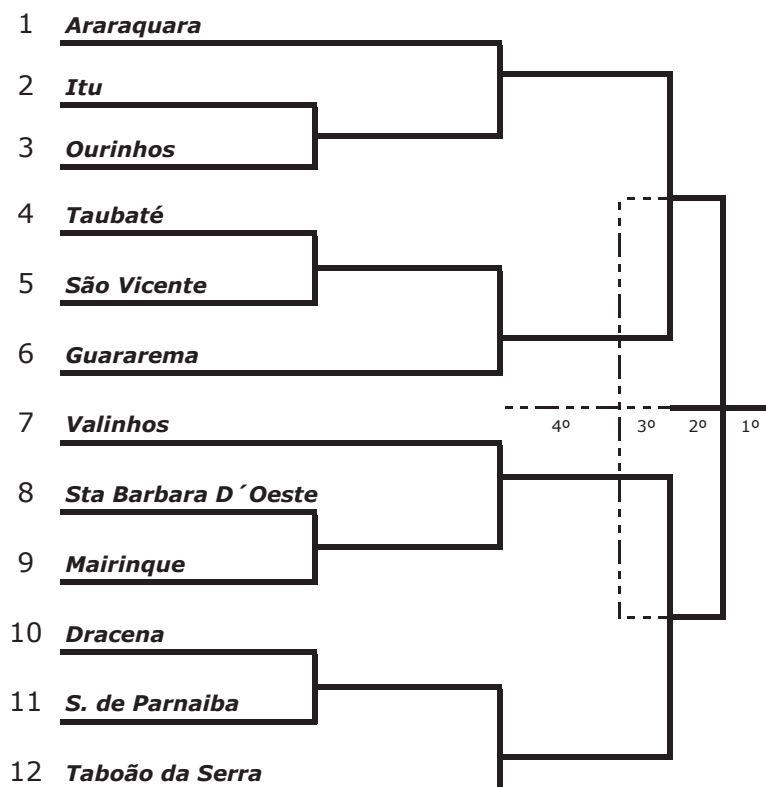 1 Araraquara
2 Itu
3 Ourinhos
4 Taubaté
5 São Vicente
6 Guararema
7 Valinhos
4º 3º 2º 1º
8 Sta Barbara D´Oeste
9 Mairinque
10 Dracena
11 S. de Parnaiba
12 Taboão da Serra